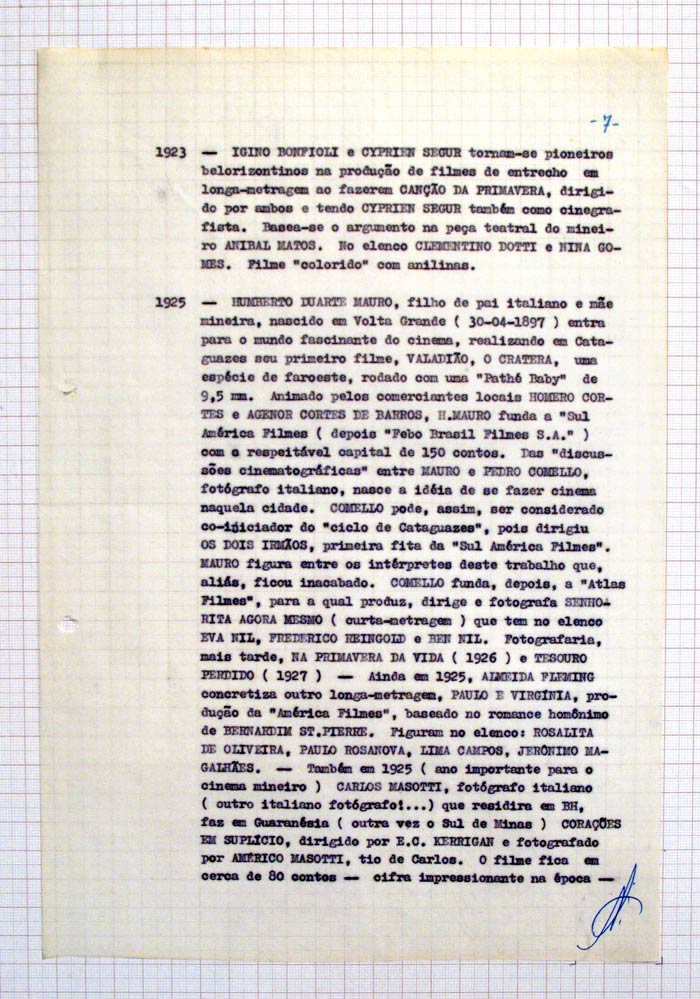 -7-
1923 — IGINO BONFIOLI e CYPRIEN SEGUR tornam-se pioneiros
belorizontinos na produção de filmes de entrecho em
longa-metragem ao fazerem CANÇÃO DA PRIMAVERA, dirigi-
do por ambos e tendo CYPRIEN SEGUR também como cinegra-
fista. Basea-se o argumento na peça teatral do minei-
ro ANIBAL MATOS. No elenco CLEMENTINO DOTTI e NINA GO-
MES. Filme "colorido" com anilinas.
1925 — HUMBERTO DUARTE MAURO, filho de pai italiano e mãe
mineira, nascido em Volta Grande ( 30-04-1897 ) entra
para o mundo fascinante do cinema, realizando em Cata-
guazes seu primeiro filme, VALADIÃO, O CRATERA, uma
espécie de faroeste, rodado com uma "Pathé Baby" de
9,5 mm. Animado pelos comerciantes locais HOMERO COR-
TES e AGENOR CORTES DE BARROS, H.MAURO funda a "Sul
América Filmes ( depois "Febo Brasil Filmes S.A." )
com o respeitável capital de 150 contos. Das "discus-
sões cinematográficas" entre MAURO e PEDRO COMELLO,
fotógrafo italiano, nasce a idéia de se fazer cinema
naquela cidade. COMELLO pode, assim, ser considerado
co-iniciador do "ciclo de Cataguazes", pois dirigiu
OS DOIS IRMÃOS, primeira fita da "Sul América Filmes".
MAURO figura entre os intérpretes deste trabalho que,
aliás, ficou inacabado. COMELLO funda, depois, a "Atlas
Filmes", para a qual produz, dirige e fotografa SENHO-
RITA AGORA MESMO ( curta-metragem ) que tem no elenco
EVA NIL, FREDERICO REINGOLD e BEN NIL. Fotografaria,
mais tarde, NA PRIMAVERA DA VIDA ( 1926 ) e TESOURO
PERDIDO ( 1927 ) — Ainda em 1925, ALMEIDA FLEMING
concretiza outro longa-metragem, PAULO E VIRGÍNIA, pro-
dução da "América Filmes", baseado no romance homônimo
de BERNARDIM ST.PIERRE. Figuram no elenco: ROSALITA
DE OLIVEIRA, PAULO ROSANOVA, LIMA CAMPOS, JERÔNIMO MA-
GALHÃES. — Também em 1925 ( ano importante para o
cinema mineiro ) CARLOS MASOTTI, fotógrafo italiano
( outro italiano fotógrafo!...) que residira em BH,
faz em Guaranésia ( outra vez o Sul de Minas ) CORAÇÕES
EM SUPLÍCIO, dirigido por E.C. KERRIGAN e fotografado
por AMÉRICO MASOTTI, tio de Carlos. O filme fica em
cerca de 80 contos — cifra impressionante na época —